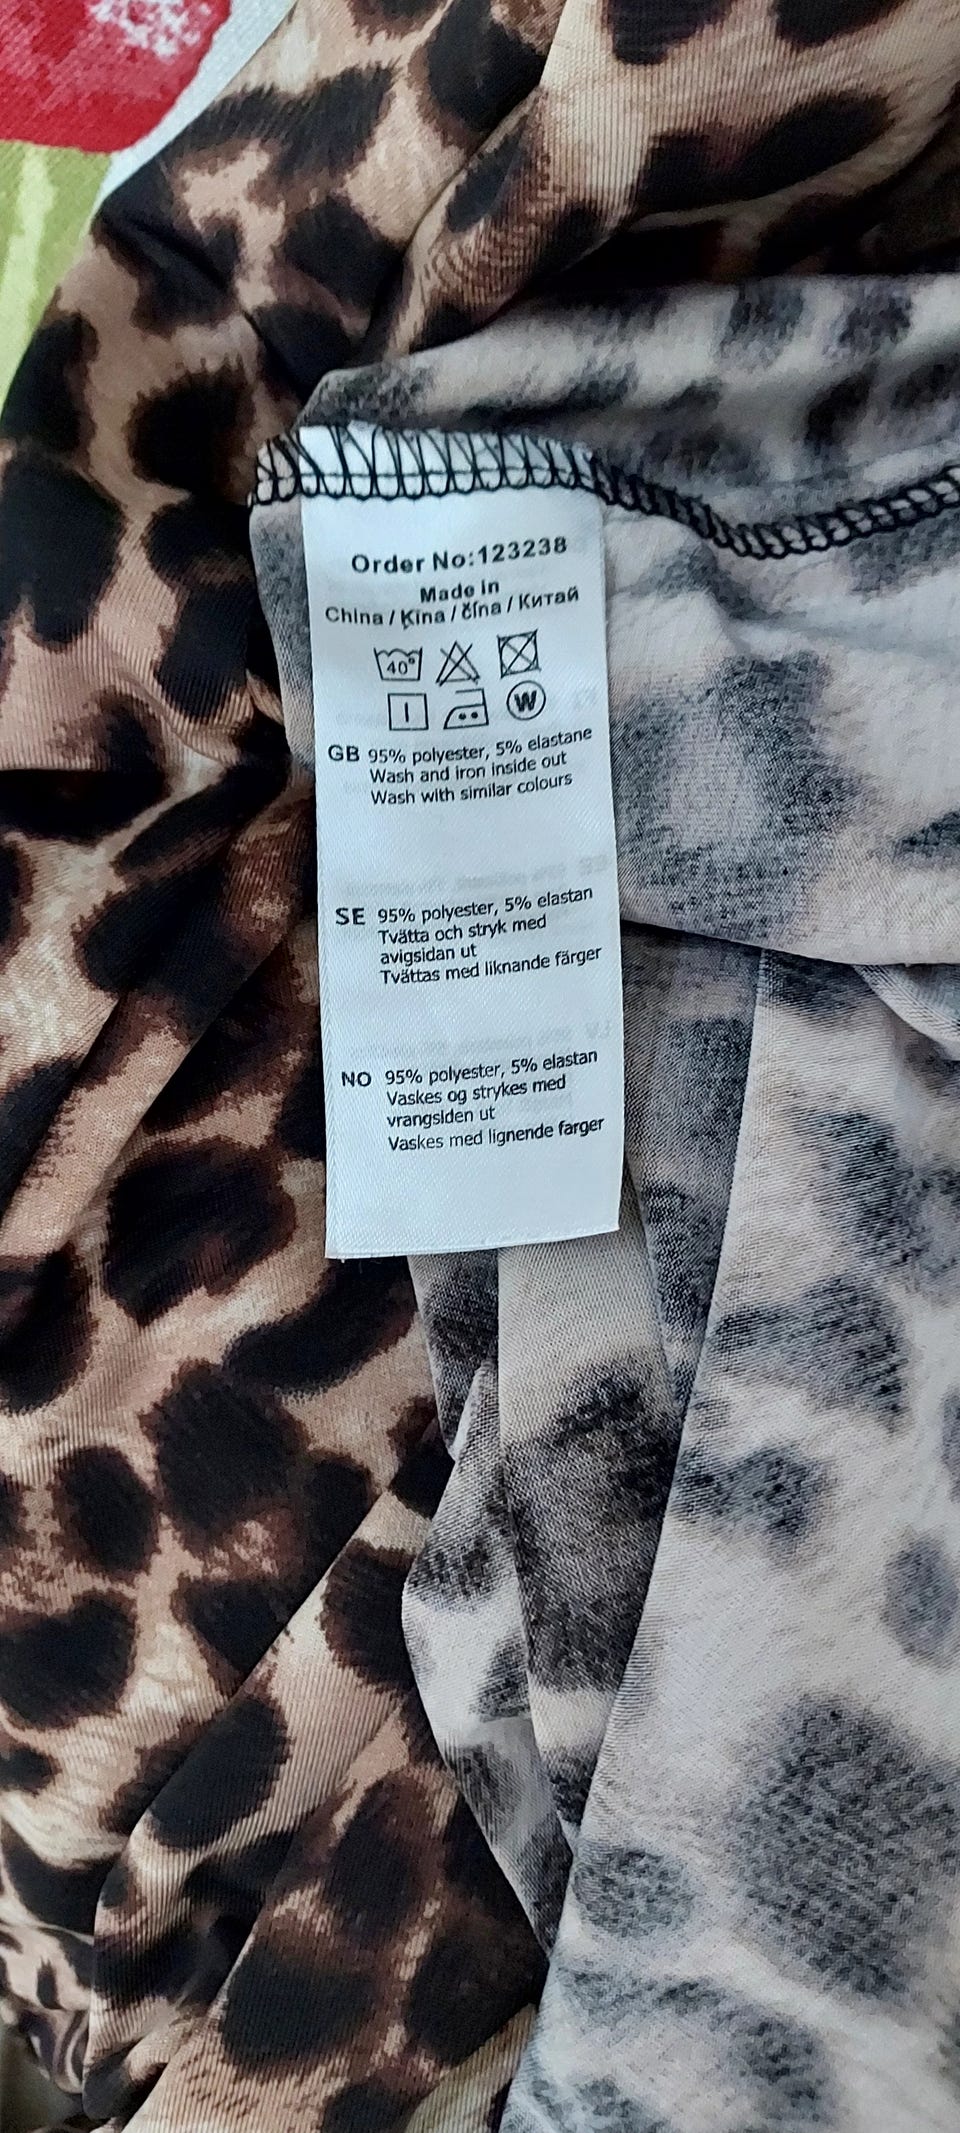 Order No:123238
Made in
China / Ķīna / čína / Китай
40°
W
GB 95% polyester, 5% elastane
Wash and iron inside out
Wash with similar colours
SE 95% polyester, 5% elastan
Tvätta och stryk med
avigsidan ut
Tvättas med liknande färger
NO 95% polyester, 5% elastan
Vaskes og strykes med
vrangsiden ut
Vaskes med lignende farger